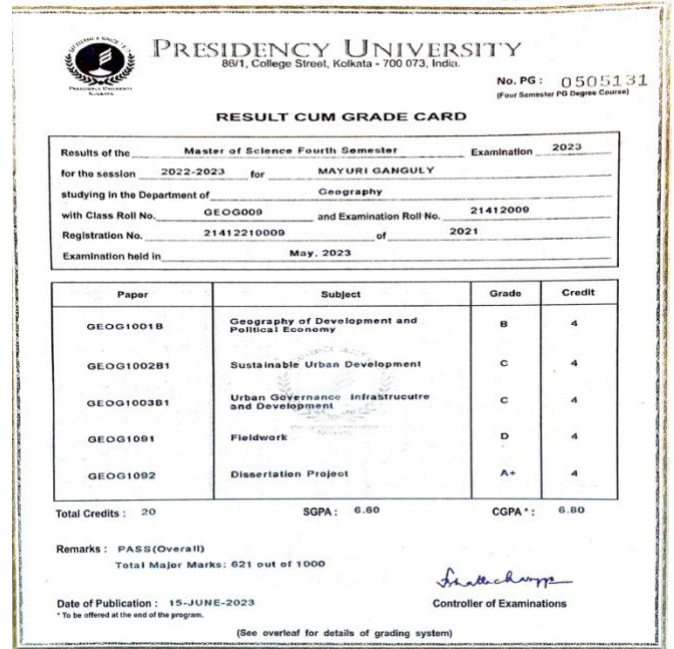 PRESIDENCY UNIVERSITY
86/1, College Street, Kolkata - 700 073, India.
PRESIDENCY UNIVERSITY
KOLKATA
No. PG : 0505131
(Four Semester PG Degree Course)
RESULT CUM GRADE CARD
Results of the Master of Science Fourth Semester Examination 2023
for the session 2022-2023 for MAYURI GANGULY
studying in the Department of Geography
with Class Roll No. GEOG009 and Examination Roll No. 21412009
Registration No. 21412210009 of 2021
Examination held in May, 2023
Paper Subject Grade Credit
GEOG1001B Geography of Development and Political Economy B 4
GEOG1002B1 Sustainable Urban Development C 4
GEOG1003B1 Urban Governance Infrastrucutre and Development C 4
GEOG1091 Fieldwork D 4
GEOG1092 Dissertation Project A+ 4
Total Credits : 20 SGPA : 6.60 CGPA * : 6.80
Remarks : PASS(Overall)
Total Major Marks: 621 out of 1000
Date of Publication : 15-JUNE-2023 Controller of Examinations
* To be offered at the end of the program.
(See overleaf for details of grading system)